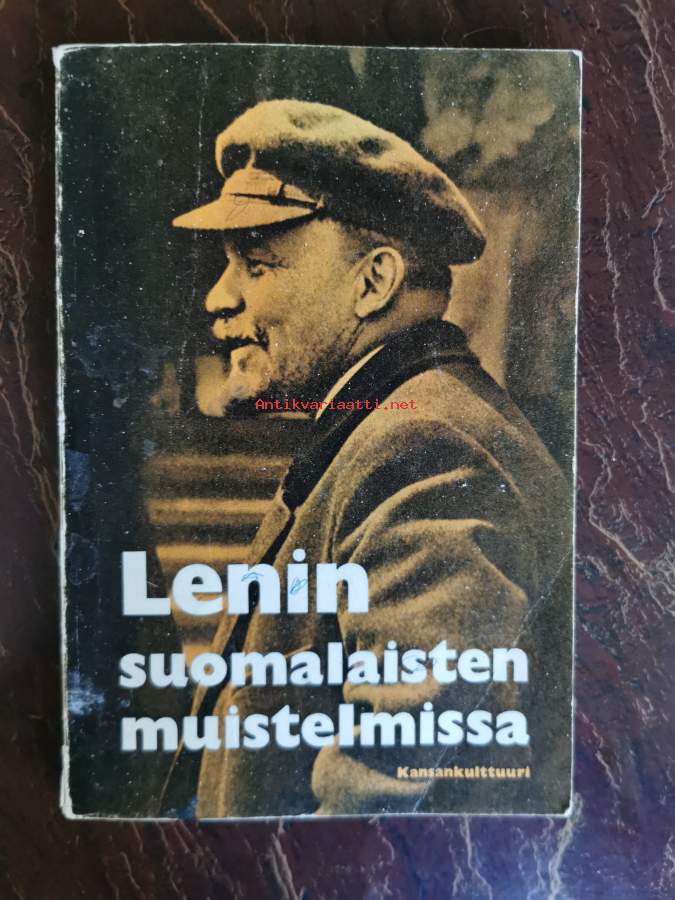 Antikvariaatti.net
Lenin
suomalaisten
muistelmissa
Kansankulttuuri